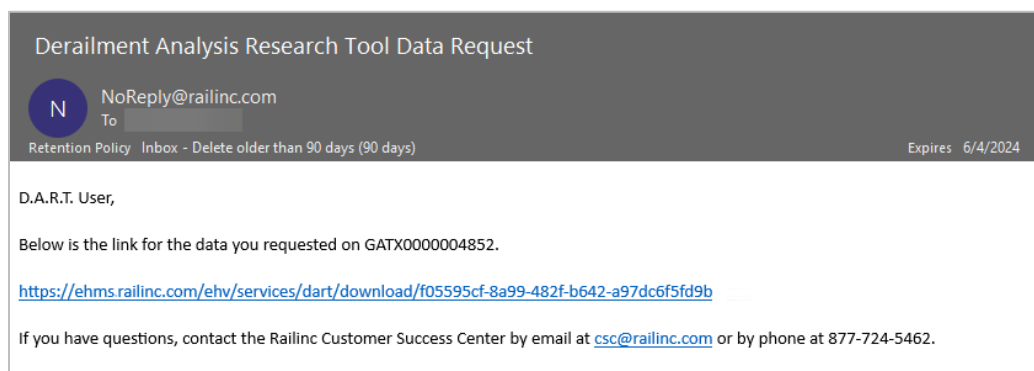 Derailment Analysis Research Tool Data Request
N
NoReply@railinc.com
To
Retention Policy Inbox - Delete older than 90 days (90 days)
Expires 6/4/2024
D.A.R.T. User,
Below is the link for the data you requested on GATX0000004852.
https://ehms.railinc.com/ehv/services/dart/download/f05595cf-8a99-482f-b642-a97dc6f5fd9b
If you have questions, contact the Railinc Customer Success Center by email at csc@railinc.com or by phone at 877-724-5462.